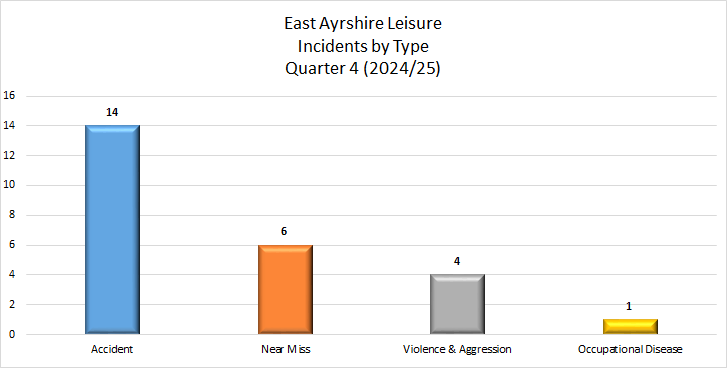 East Ayrshire Leisure
Incidents by Type
Quarter 4 (2024/25)
16
14
12
10
8
6
4
2
0
14
6
4
1
Accident
Near Miss
Violence & Aggression
Occupational Disease